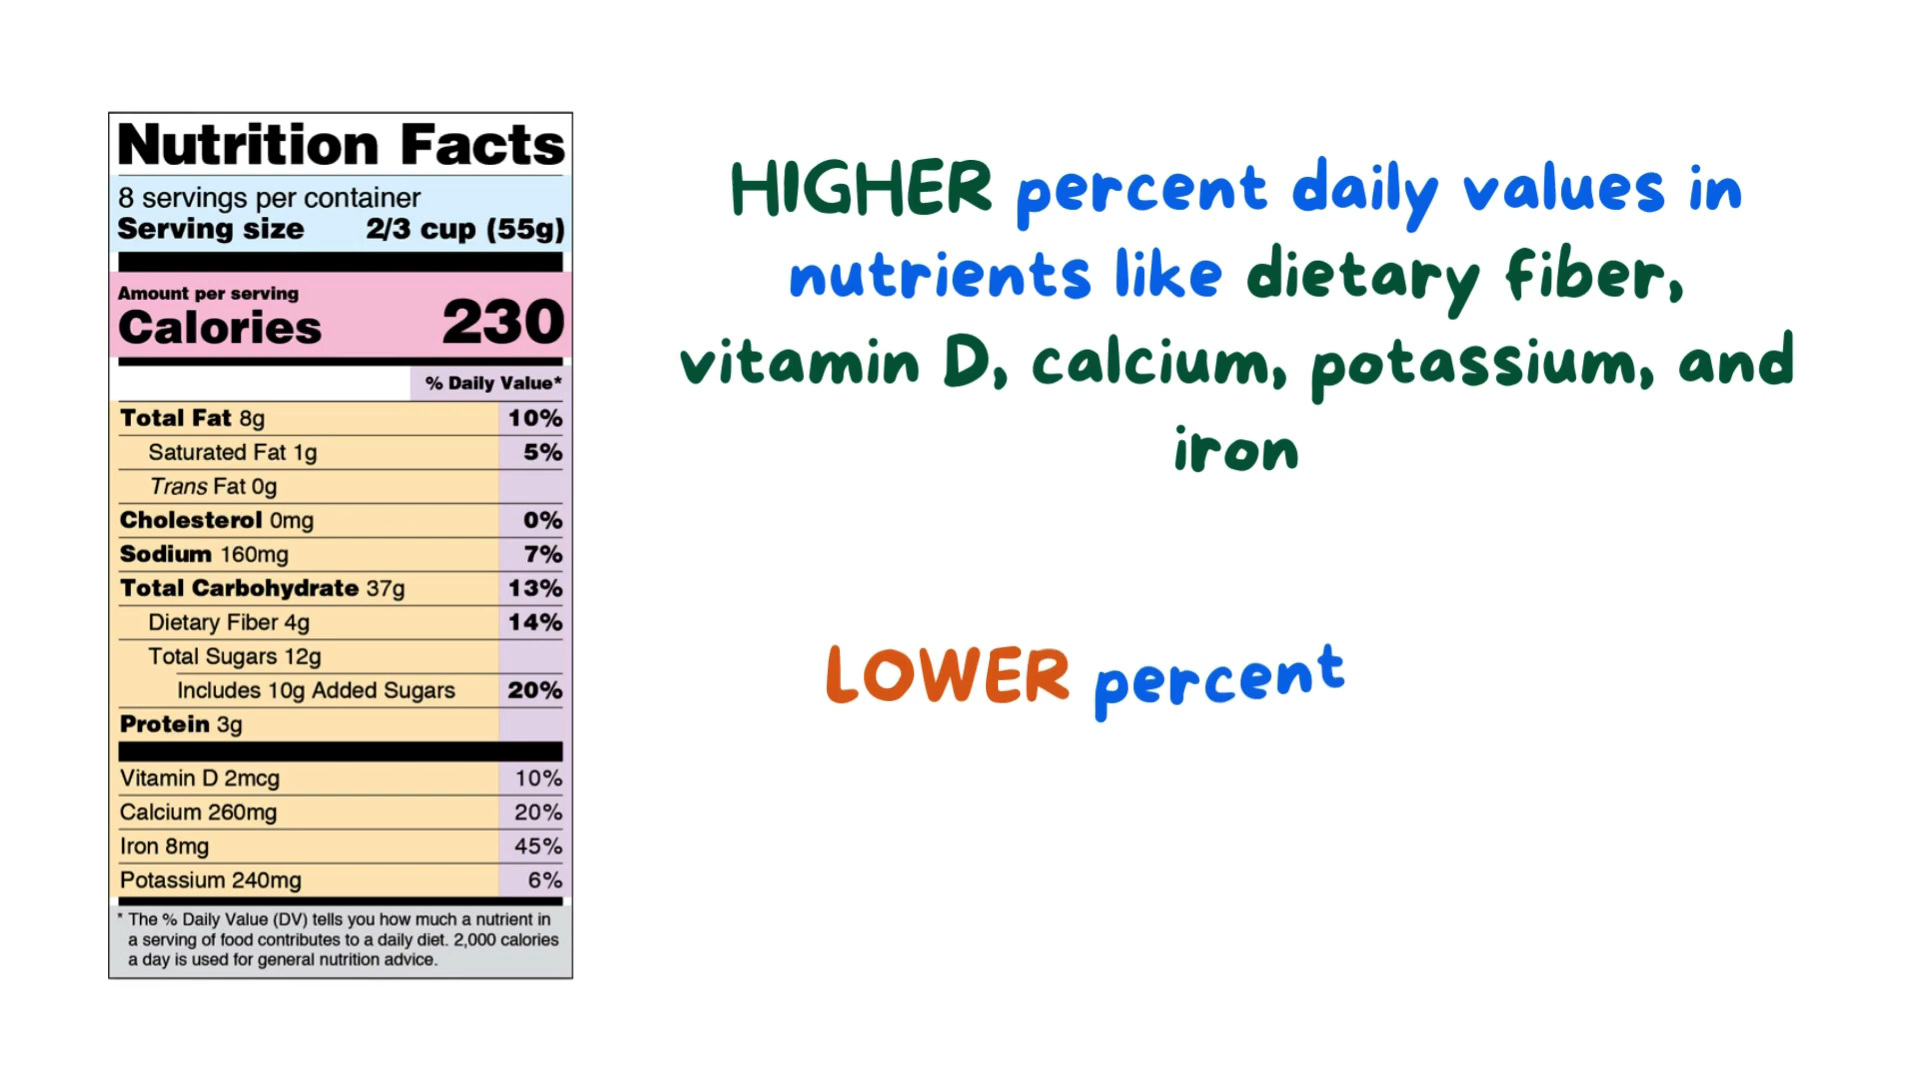 Nutrition Facts
8 servings per container
Serving size 2/3 cup (55g)
Amount per serving
Calories 230
% Daily Value*
Total Fat 8g 10%
Saturated Fat 1g 5%
Trans Fat 0g
Cholesterol 0mg 0%
Sodium 160mg 7%
Total Carbohydrate 37g 13%
Dietary Fiber 4g 14%
Total Sugars 12g
Includes 10g Added Sugars 20%
Protein 3g
Vitamin D 2mcg 10%
Calcium 260mg 20%
Iron 8mg 45%
Potassium 240mg 6%
* The % Daily Value (DV) tells you how much a nutrient in
a serving of food contributes to a daily diet. 2,000 calories
a day is used for general nutrition advice.
HIGHER percent daily values in
nutrients like dietary fiber,
vitamin D, calcium, potassium, and
iron
LOWER percent